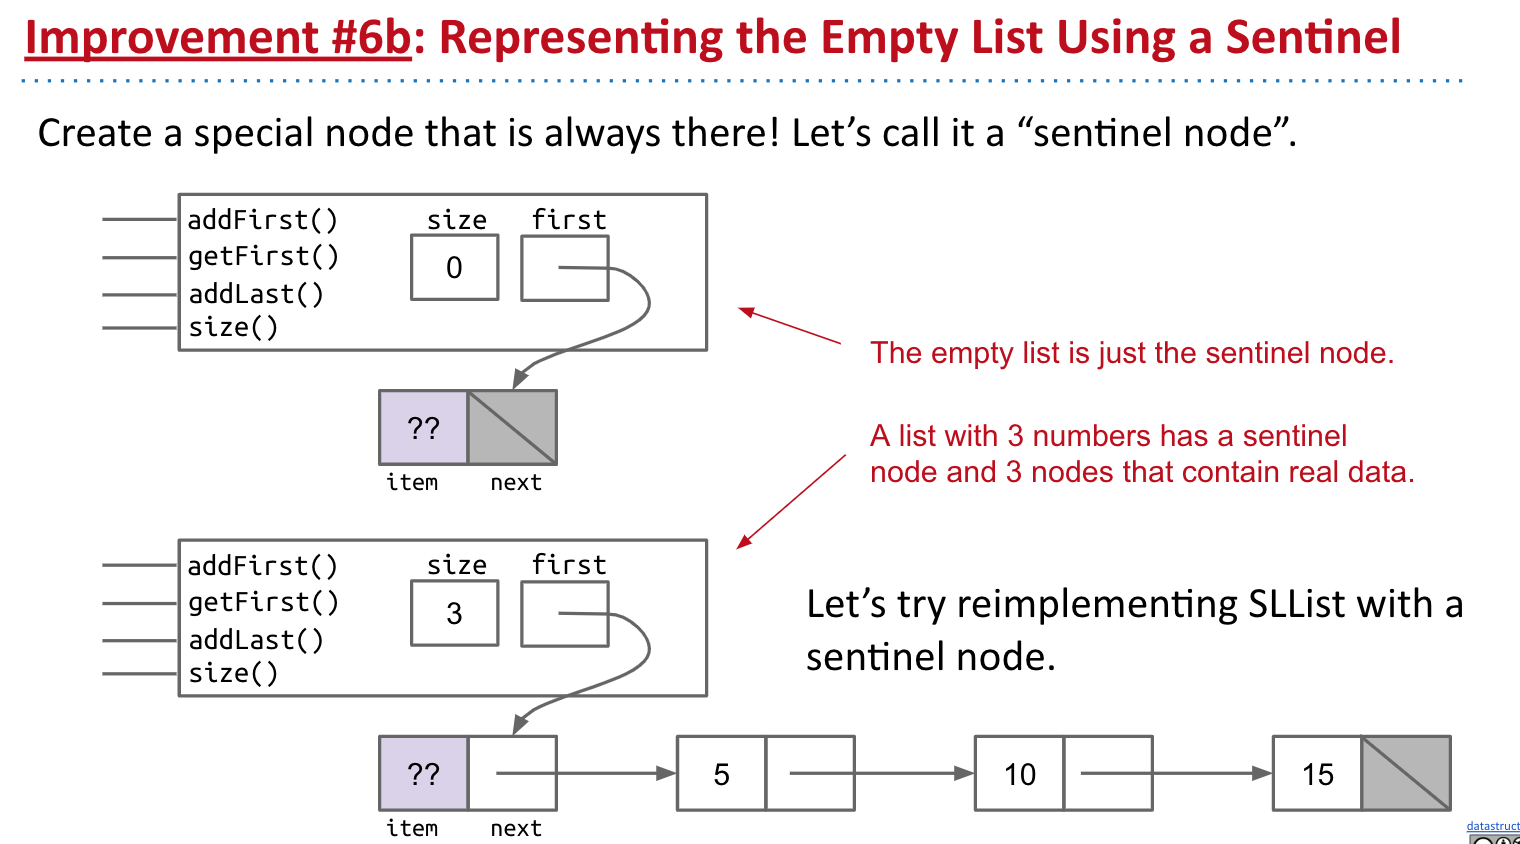 Improvement #6b: Representing the Empty List Using a Sentinel
Create a special node that is always there! Let’s call it a “sentinel node”.
addFirst()
getFirst()
addLast()
size()
size
first
0
The empty list is just the sentinel node.
??
item
next
A list with 3 numbers has a sentinel
node and 3 nodes that contain real data.
addFirst()
getFirst()
addLast()
size()
size
first
3
Let’s try reimplementing SLList with a
sentinel node.
??
5
10
15
item
next
datastruct